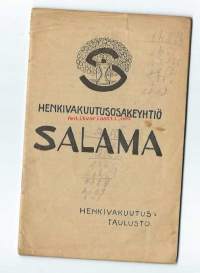 S
HENKIVAKUUTUSOSAKEYHTIÖ
SALAMA
HENKIVAKUUTUS-
TAULUSTO.